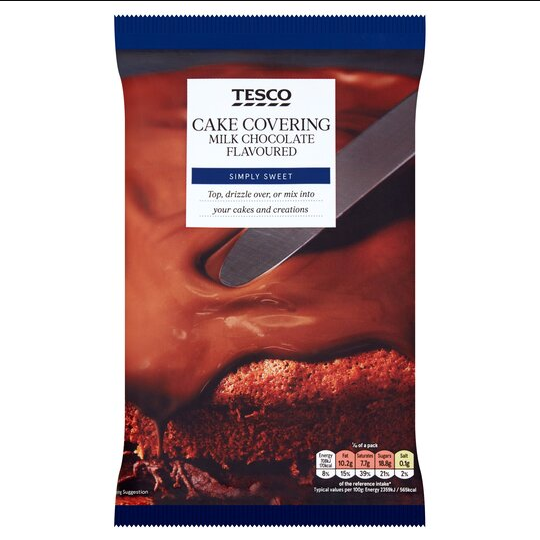 TESCO
CAKE COVERING
MILK CHOCOLATE
FLAVOURED
SIMPLY SWEET
Top, drizzle over, or mix into
your cakes and creations
of a pack
Energy Fat Saturates Sugars Salt
10.2g 7.7g 18.8g 0.1g
8% 15% 39% 21% 2%
of the reference intake*
Typical values per 100g: Energy 2359kJ / 565kcal
Suggestion